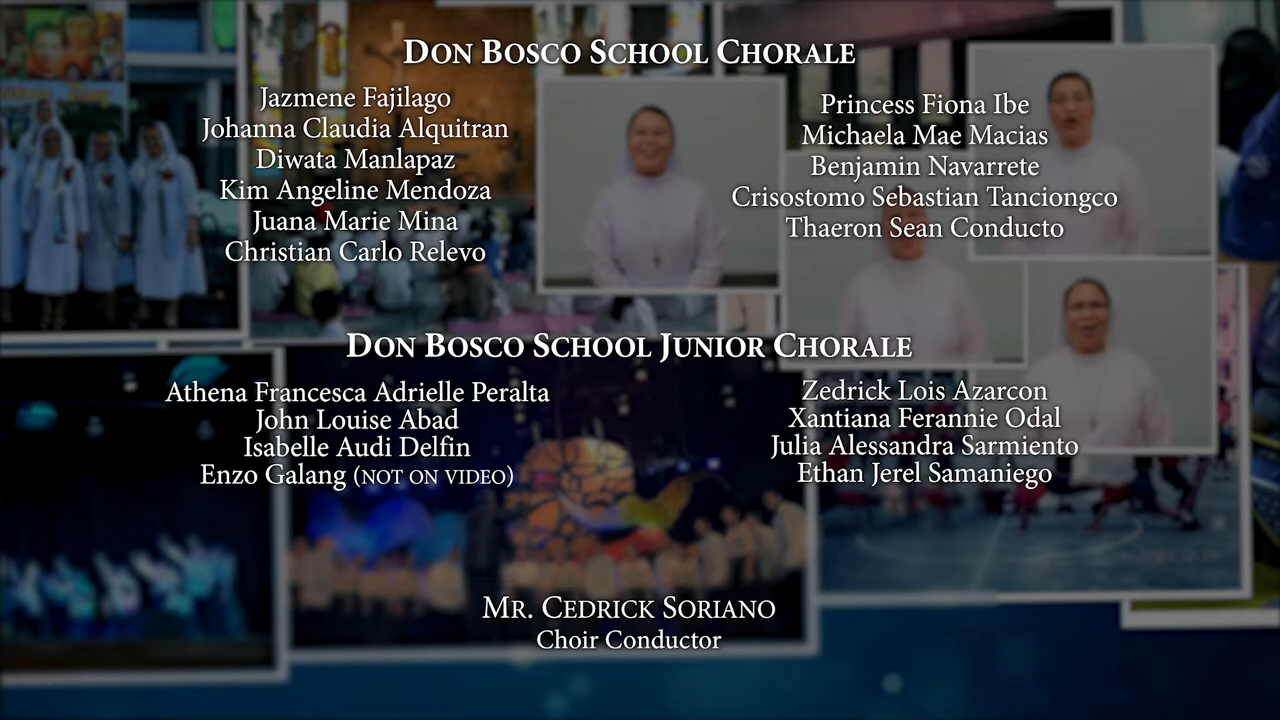 DON BOSCO SCHOOL CHORALE
Jazmene Fajilago
Johanna Claudia Alquitran
Diwata Manlapaz
Kim Angeline Mendoza
Juana Marie Mina
Christian Carlo Relevo
Princess Fiona Ibe
Michaela Mae Macias
Benjamin Navarrete
Crisostomo Sebastian Tanciongco
Thaeron Sean Conducto
DON BOSCO SCHOOL JUNIOR CHORALE
Athena Francesca Adrielle Peralta
John Louise Abad
Isabelle Audi Delfin
Enzo Galang (NOT ON VIDEO)
Zedrick Lois Azarcon
Xantiana Ferannie Odal
Julia Alessandra Sarmiento
Ethan Jerel Samaniego
MR. CEDRICK SORIANO
Choir Conductor